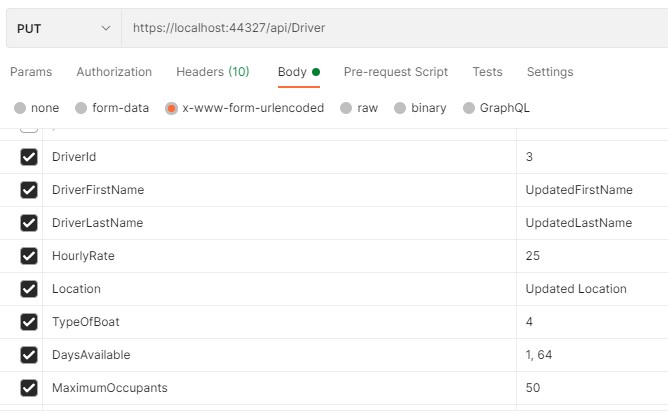 PUT https://localhost:44327/api/Driver
Params Authorization Headers (10) Body Pre-request Script Tests Settings
none form-data x-www-form-urlencoded raw binary GraphQL
DriverId 3
DriverFirstName UpdatedFirstName
DriverLastName UpdatedLastName
HourlyRate 25
Location Updated Location
TypeOfBoat 4
DaysAvailable 1, 64
MaximumOccupants 50